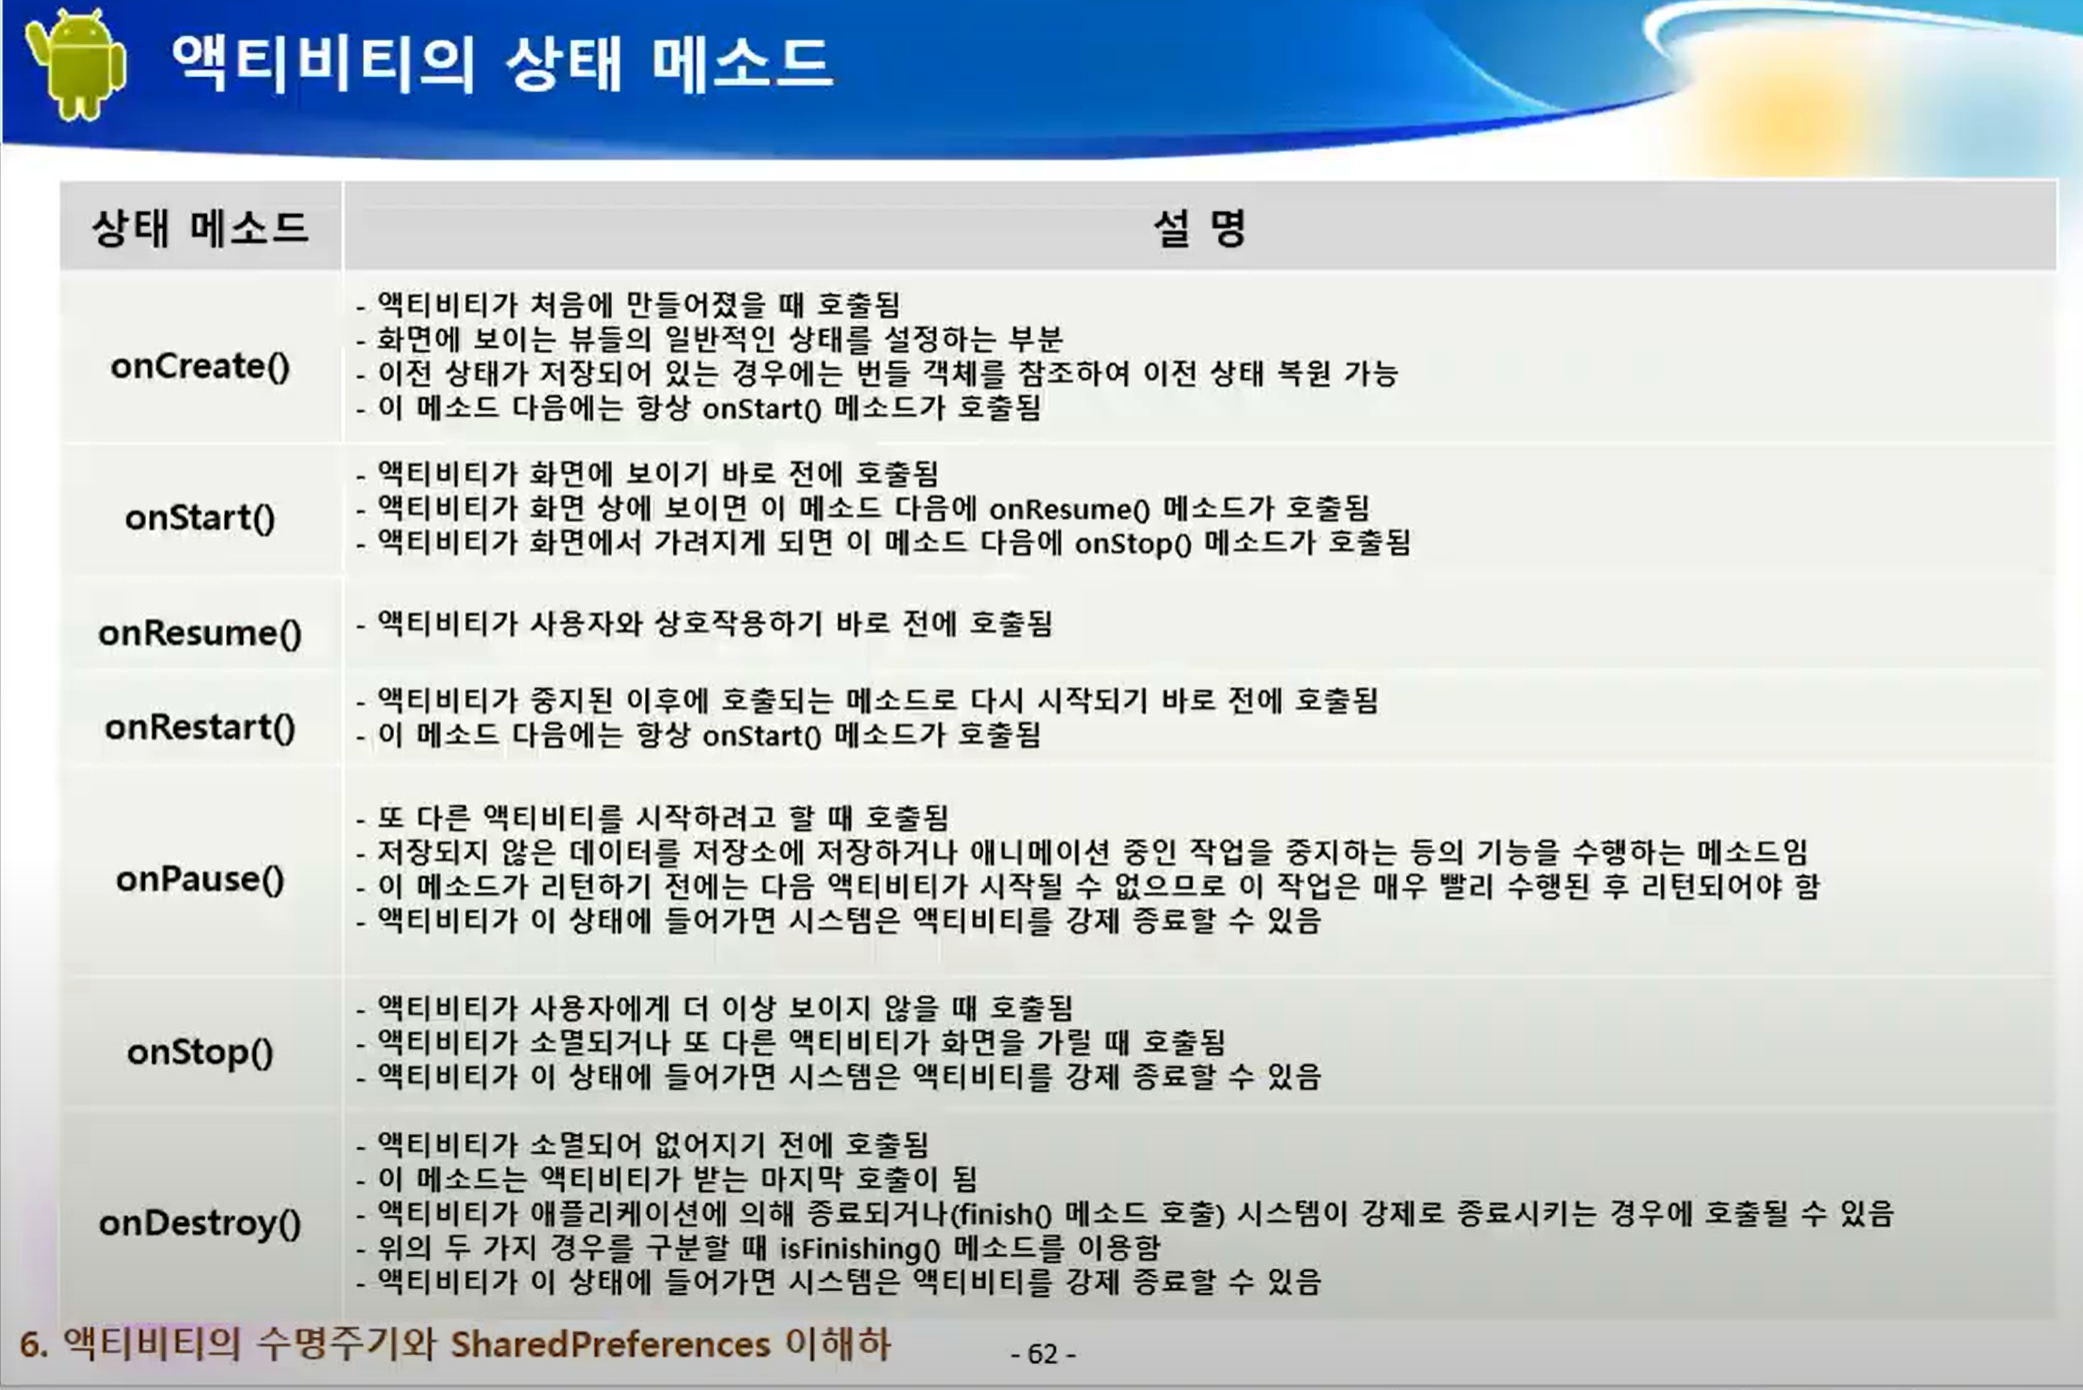 액티비티의 상태 메소드
상태 메소드
설 명
onCreate()
- 액티비티가 처음에 만들어졌을 때 호출됨
- 화면에 보이는 뷰들의 일반적인 상태를 설정하는 부분
- 이전 상태가 저장되어 있는 경우에는 번들 객체를 참조하여 이전 상태 복원 가능
- 이 메소드 다음에는 항상 onStart() 메소드가 호출됨
onStart()
- 액티비티가 화면에 보이기 바로 전에 호출됨
- 액티비티가 화면 상에 보이면 이 메소드 다음에 onResume() 메소드가 호출됨
- 액티비티가 화면에서 가려지게 되면 이 메소드 다음에 onStop() 메소드가 호출됨
onResume()
- 액티비티가 사용자와 상호작용하기 바로 전에 호출됨
onRestart()
- 액티비티가 중지된 이후에 호출되는 메소드로 다시 시작되기 바로 전에 호출됨
- 이 메소드 다음에는 항상 onStart() 메소드가 호출됨
onPause()
- 또 다른 액티비티를 시작하려고 할 때 호출됨
- 저장되지 않은 데이터를 저장소에 저장하거나 애니메이션 중인 작업을 중지하는 등의 기능을 수행하는 메소드임
- 이 메소드가 리턴하기 전에는 다음 액티비티가 시작될 수 없으므로 이 작업은 매우 빨리 수행된 후 리턴되어야 함
- 액티비티가 이 상태에 들어가면 시스템은 액티비티를 강제 종료할 수 있음
onStop()
- 액티비티가 사용자에게 더 이상 보이지 않을 때 호출됨
- 액티비티가 소멸되거나 또 다른 액티비티가 화면을 가릴 때 호출됨
- 액티비티가 이 상태에 들어가면 시스템은 액티비티를 강제 종료할 수 있음
onDestroy()
- 액티비티가 소멸되어 없어지기 전에 호출됨
- 이 메소드는 액티비티가 받는 마지막 호출이 됨
- 액티비티가 애플리케이션에 의해 종료되거나(finish() 메소드 호출) 시스템이 강제로 종료시키는 경우에 호출될 수 있음
- 위의 두 가지 경우를 구분할 때 isFinishing() 메소드를 이용함
- 액티비티가 이 상태에 들어가면 시스템은 액티비티를 강제 종료할 수 있음
6. 액티비티의 수명주기와 SharedPreferences 이해하
- 62 -